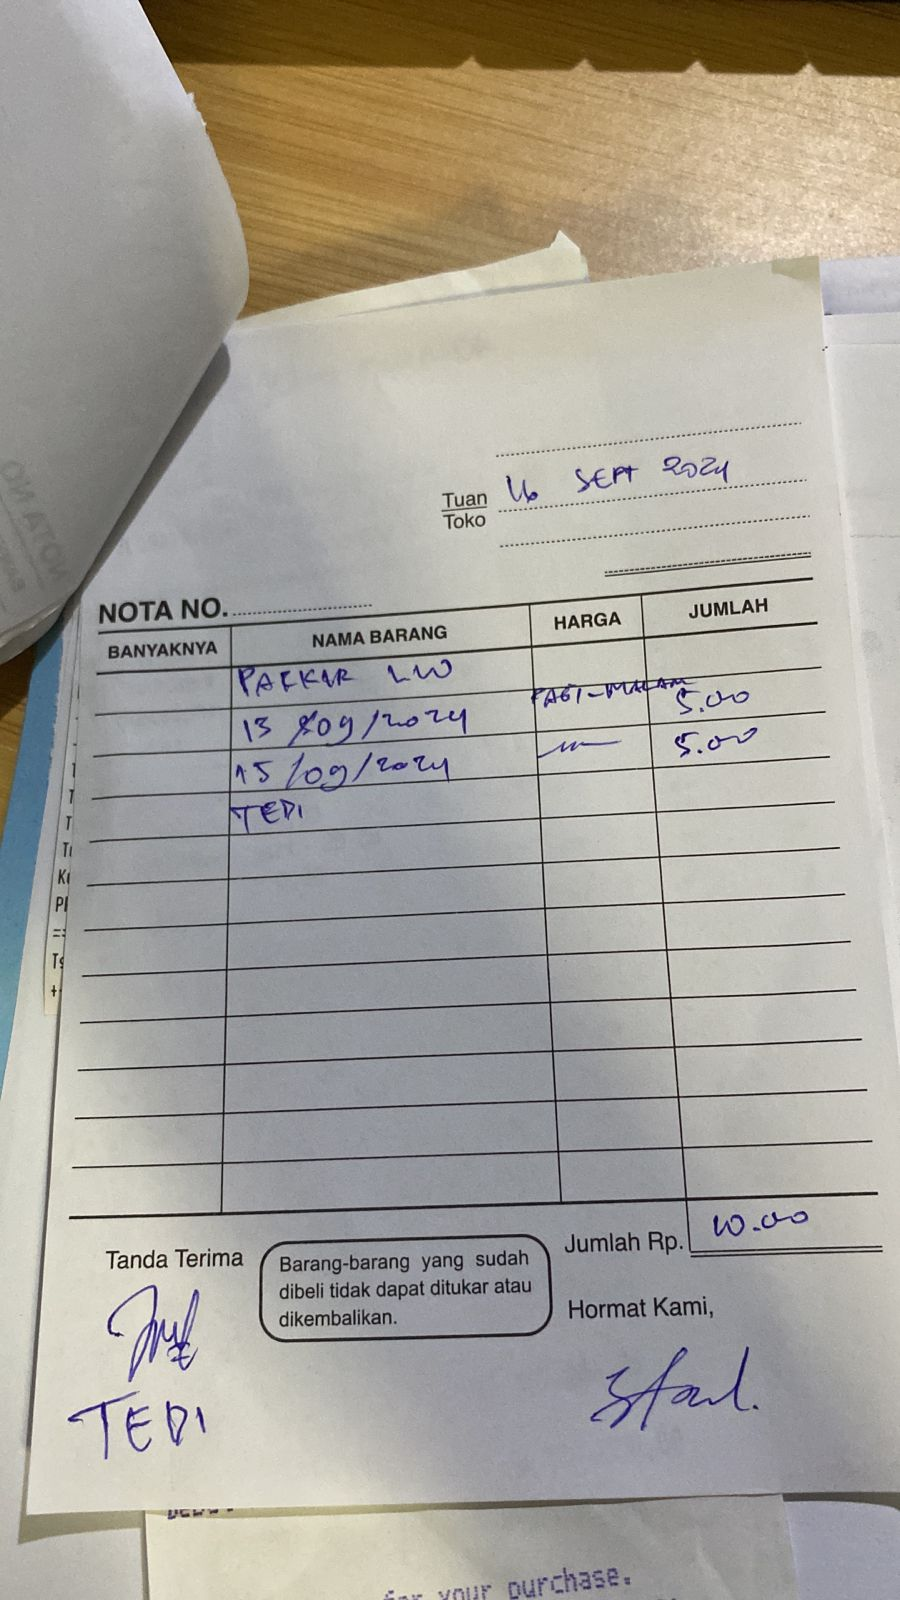 16 SEPT 2024
Tuan
Toko
NOTA NO.
BANYAKNYA NAMA BARANG HARGA JUMLAH
PARKIR LW
13 /09/2024 PAGI-MALAM 5.00
15/09/2024 5.00
TEDI
Jumlah Rp. 10.00
Tanda Terima
Barang-barang yang sudah
dibeli tidak dapat ditukar atau
dikembalikan.
Hormat Kami,
TEDI
T
T
Ts
==
your purchase.